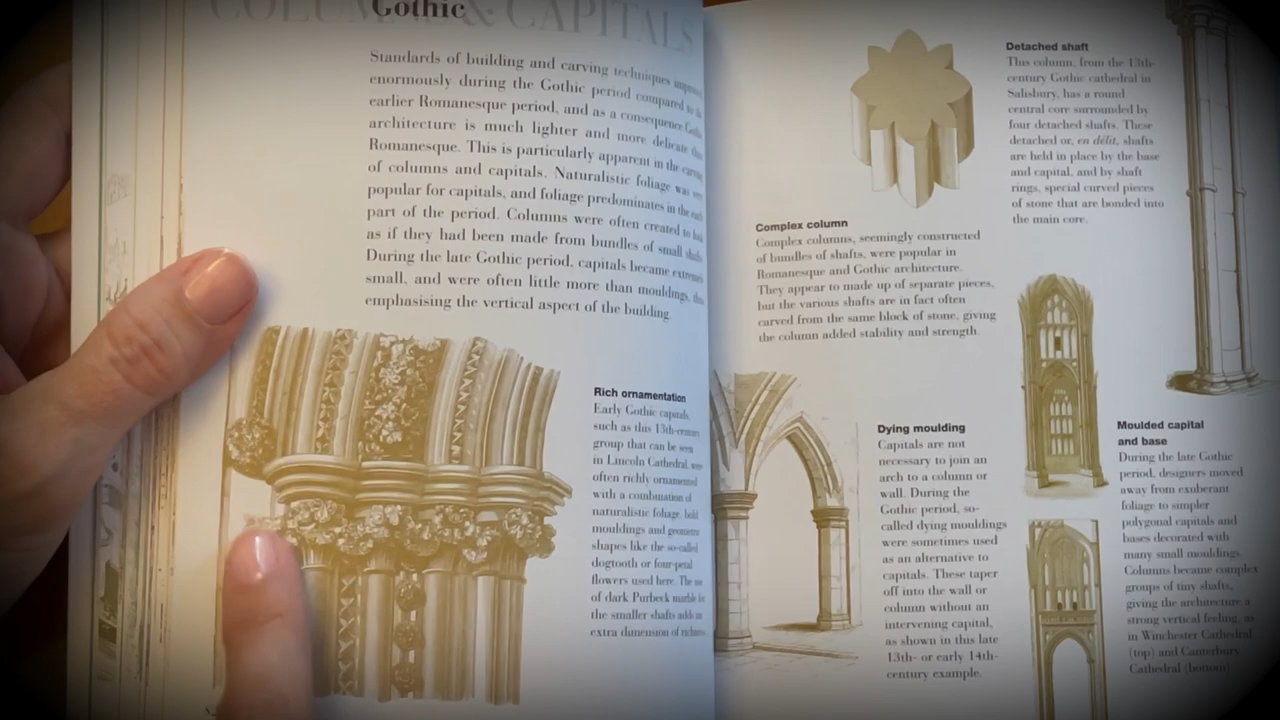 COLUMNS & CAPITALS
Gothic
Standards of building and carving techniques
enormously during the Gothic period compared to the
earlier Romanesque period, and as a consequence Gothic
architecture is much lighter and more delicate than
Romanesque. This is particularly apparent in the carving
of columns and capitals. Naturalistic foliage was very
popular for capitals, and foliage predominates in the early
part of the period. Columns were often created to look
as if they had been made from bundles of small shafts.
During the late Gothic period, capitals became extremely
small, and were often little more than mouldings, thus
emphasising the vertical aspect of the building.
Rich ornamentation
Early Gothic capitals,
such as this 13th-century
group that can be seen
in Lincoln Cathedral, were
often richly ornamented
with a combination of
naturalistic foliage, bold
mouldings and geometric
shapes like the so-called
dogtooth or four-petal
flowers used here. The use
of dark Purbeck marble for
the smaller shafts adds an
extra dimension of richness.
Complex column
Complex columns, seemingly constructed
of bundles of shafts, were popular in
Romanesque and Gothic architecture.
They appear to made up of separate pieces,
but the various shafts are in fact often
carved from the same block of stone, giving
the column added stability and strength.
Detached shaft
This column, from the 13th-
century Gothic cathedral in
Salisbury, has a round
central core surrounded by
four detached shafts. These
detached or, en délit, shafts
are held in place by the base
and capital, and by shaft
rings, special curved pieces
of stone that are bonded into
the main core.
Dying moulding
Capitals are not
necessary to join an
arch to a column or
wall. During the
Gothic period, so-
called dying mouldings
were sometimes used
as an alternative to
capitals. These taper
off into the wall or
column without an
intervening capital,
as shown in this late
13th- or early 14th-
century example.
Moulded capital
and base
During the late Gothic
period, designers moved
away from exuberant
foliage to simpler
polygonal capitals and
bases decorated with
many small mouldings.
Columns became complex
groups of tiny shafts,
giving the architecture a
strong vertical feeling, as
in Winchester Cathedral
(top) and Canterbury
Cathedral (bottom).